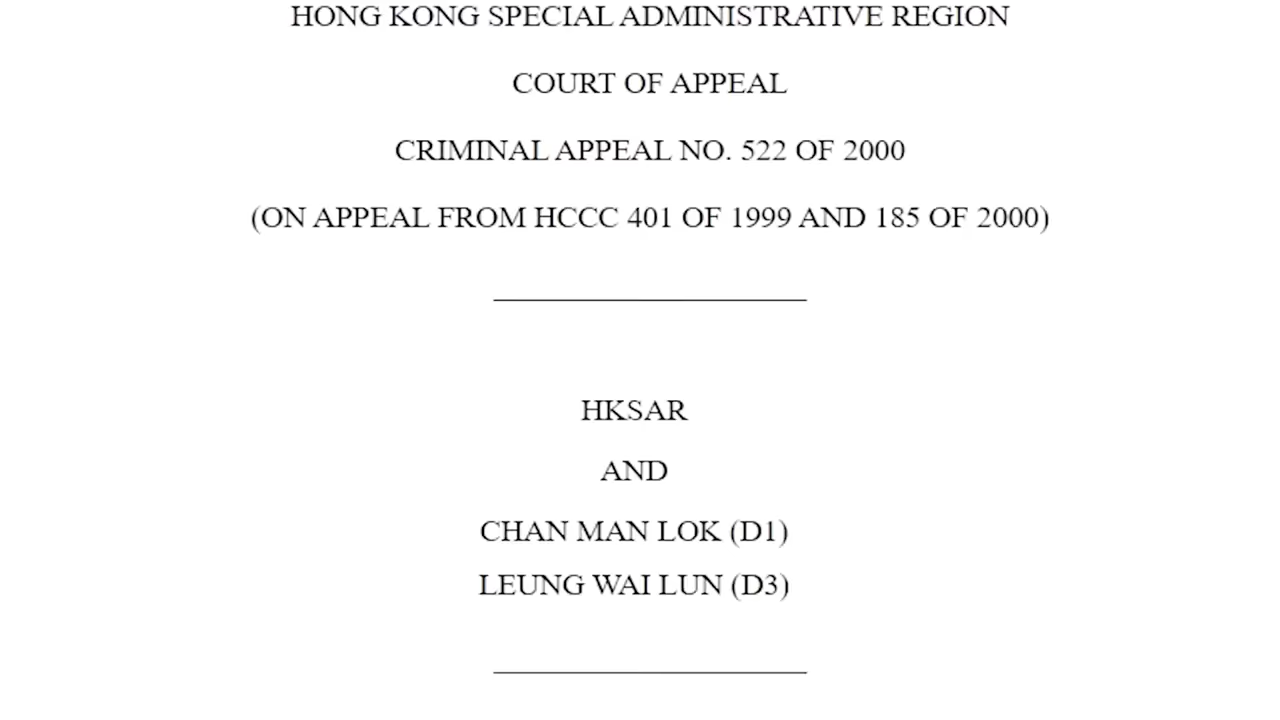 HONG KONG SPECIAL ADMINISTRATIVE REGION
COURT OF APPEAL
CRIMINAL APPEAL NO. 522 OF 2000
(ON APPEAL FROM HCCC 401 OF 1999 AND 185 OF 2000)
HKSAR
AND
CHAN MAN LOK (D1)
LEUNG WAI LUN (D3)